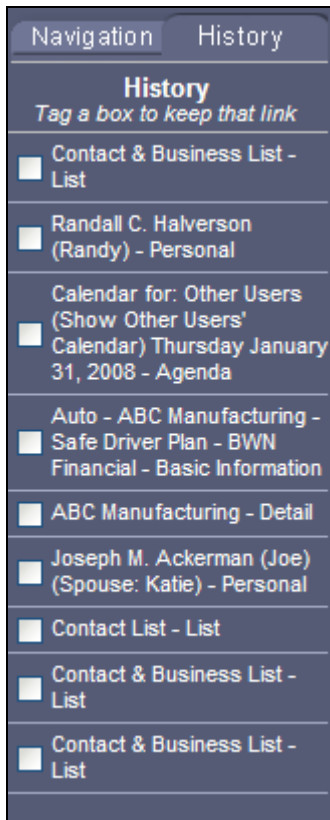 Navigation History
History
Tag a box to keep that link
Contact & Business List -
List
Randall C. Halverson
(Randy) - Personal
Calendar for: Other Users
(Show Other Users'
Calendar) Thursday January
31, 2008 - Agenda
Auto - ABC Manufacturing -
Safe Driver Plan - BWN
Financial - Basic Information
ABC Manufacturing - Detail
Joseph M. Ackerman (Joe)
(Spouse: Katie) - Personal
Contact List - List
Contact & Business List -
List
Contact & Business List -
List